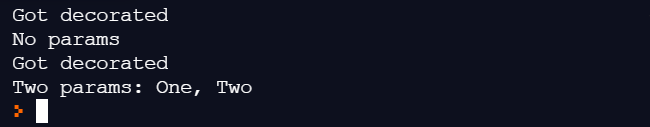 Got decorated
No params
Got decorated
Two params: One, Two
>